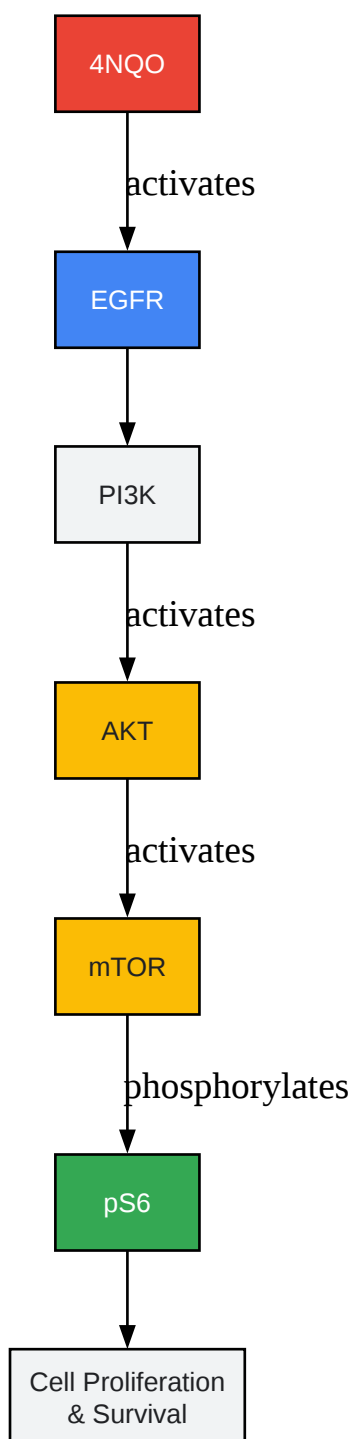 4NQO
activates
EGFR
PI3K
activates
AKT
activates
mTOR
phosphorylates
pS6
Cell Proliferation
& Survival